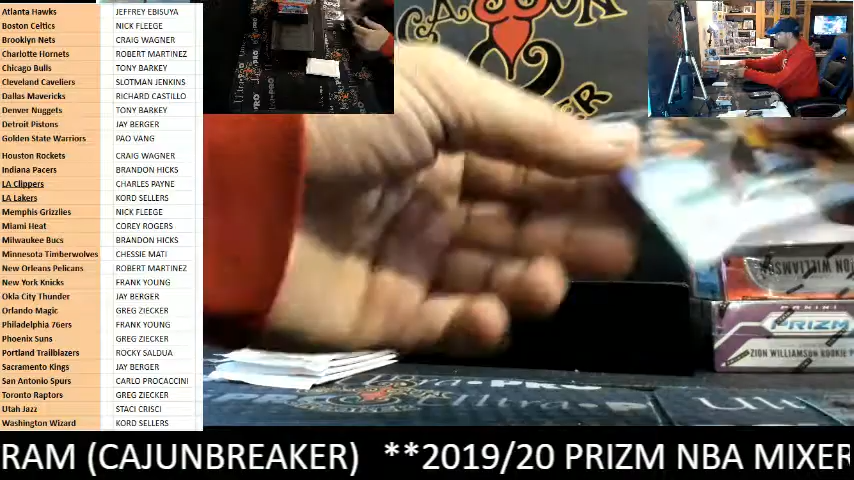 Atlanta Hawks JEFFREY EBISUYA
Boston Celtics NICK FLEEGE
Brooklyn Nets CRAIG WAGNER
Charlotte Hornets ROBERT MARTINEZ
Chicago Bulls TONY BARKEY
Cleveland Caveliers SLOTMAN JENKINS
Dallas Mavericks RICHARD CASTILLO
Denver Nuggets TONY BARKEY
Detroit Pistons JAY BERGER
Golden State Warriors PAO VANG
Houston Rockets CRAIG WAGNER
Indiana Pacers BRANDON HICKS
LA Clippers CHARLES PAYNE
LA Lakers KORD SELLERS
Memphis Grizzlies NICK FLEEGE
Miami Heat COREY ROGERS
Milwaukee Bucs BRANDON HICKS
Minnesota Timberwolves CHESSIE MATI
New Orleans Pelicans ROBERT MARTINEZ
New York Knicks FRANK YOUNG
Okla City Thunder JAY BERGER
Orlando Magic GREG ZIECKER
Philadelphia 76ers FRANK YOUNG
Phoenix Suns GREG ZIECKER
Portland Trailblazers ROCKY SALDUA
Sacramento Kings JAY BERGER
San Antonio Spurs CARLO PROCACCINI
Toronto Raptors GREG ZIECKER
Utah Jazz STACI CRISCI
Washington Wizard KORD SELLERS
PANINI
PRIZM
ZION WILLIAMSON ROOKIE
Ultra·PRO
RAM (CAJUNBREAKER) **2019/20 PRIZM NBA MIXER